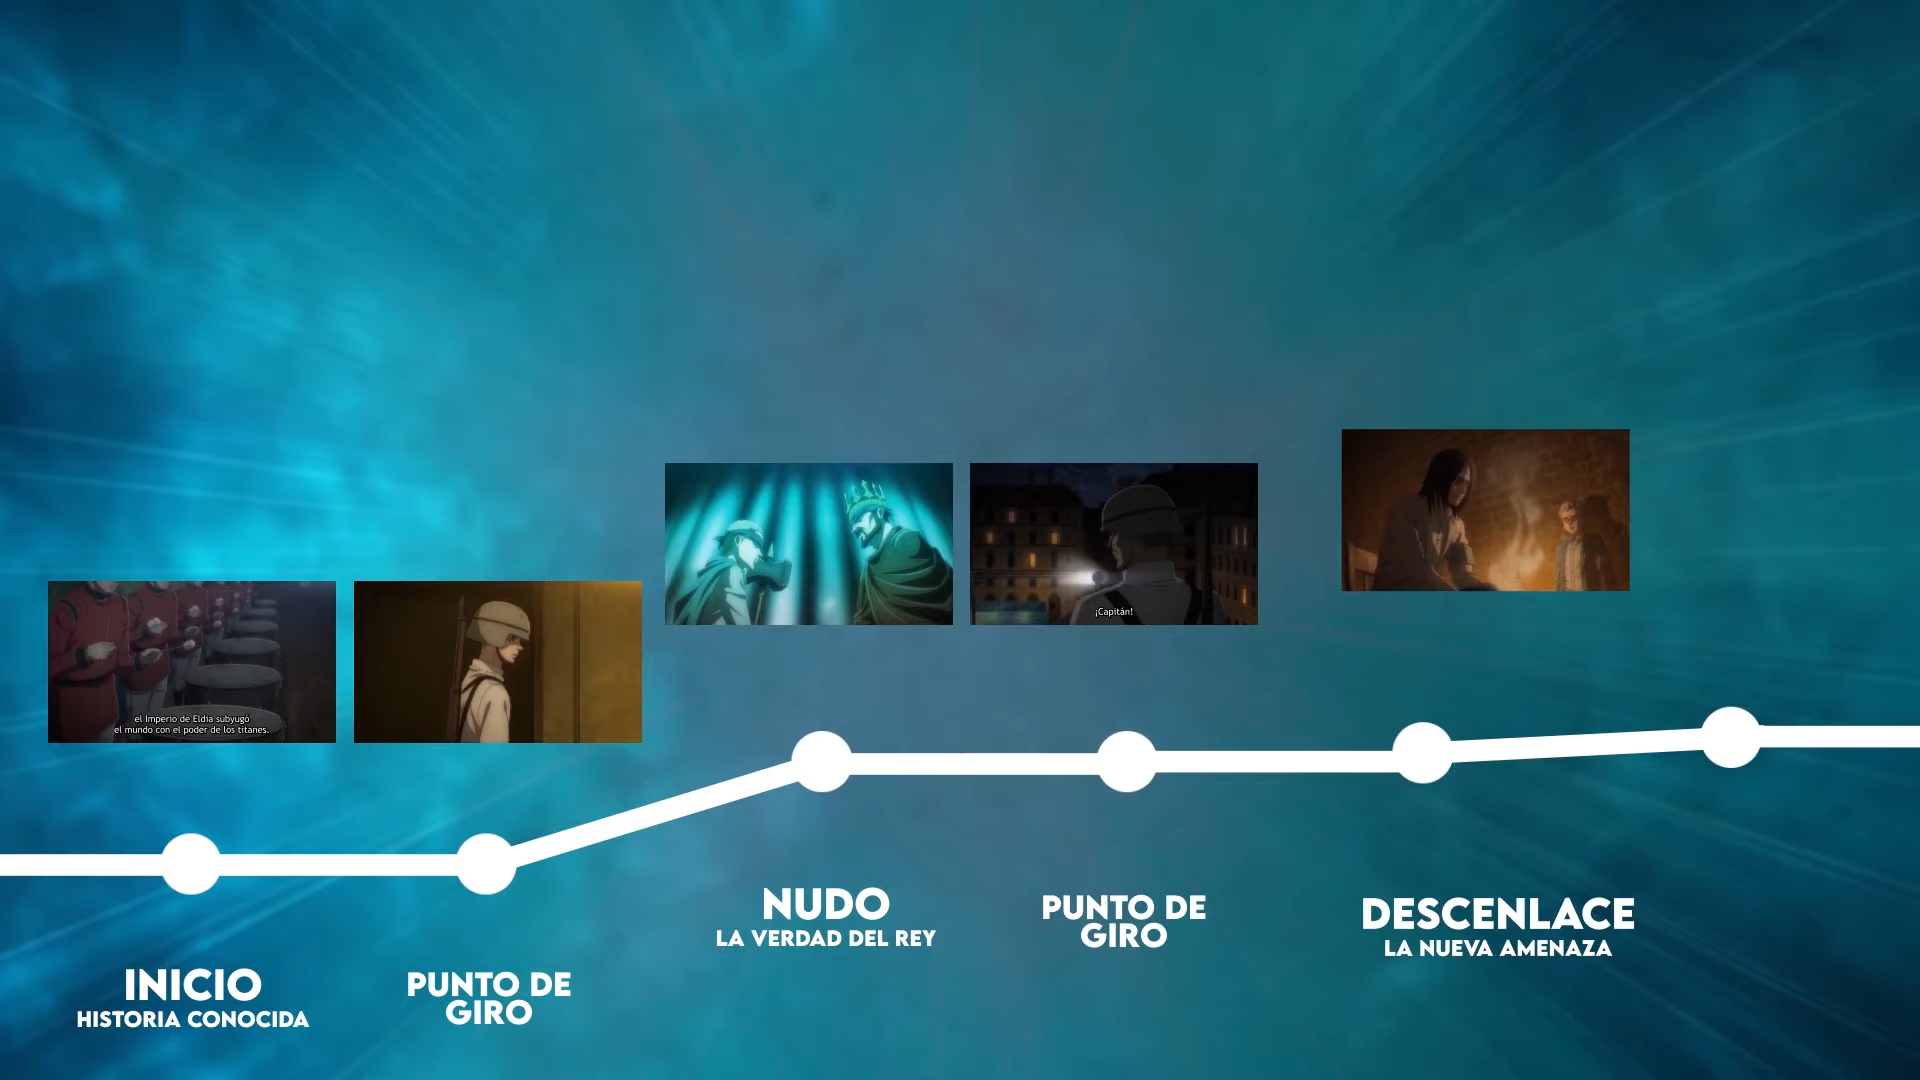 el Imperio de Eldia subyugó
el mundo con el poder de los titanes.
¡Capitán!
INICIO
HISTORIA CONOCIDA
PUNTO DE
GIRO
NUDO
LA VERDAD DEL REY
PUNTO DE
GIRO
DESCENLACE
LA NUEVA AMENAZA